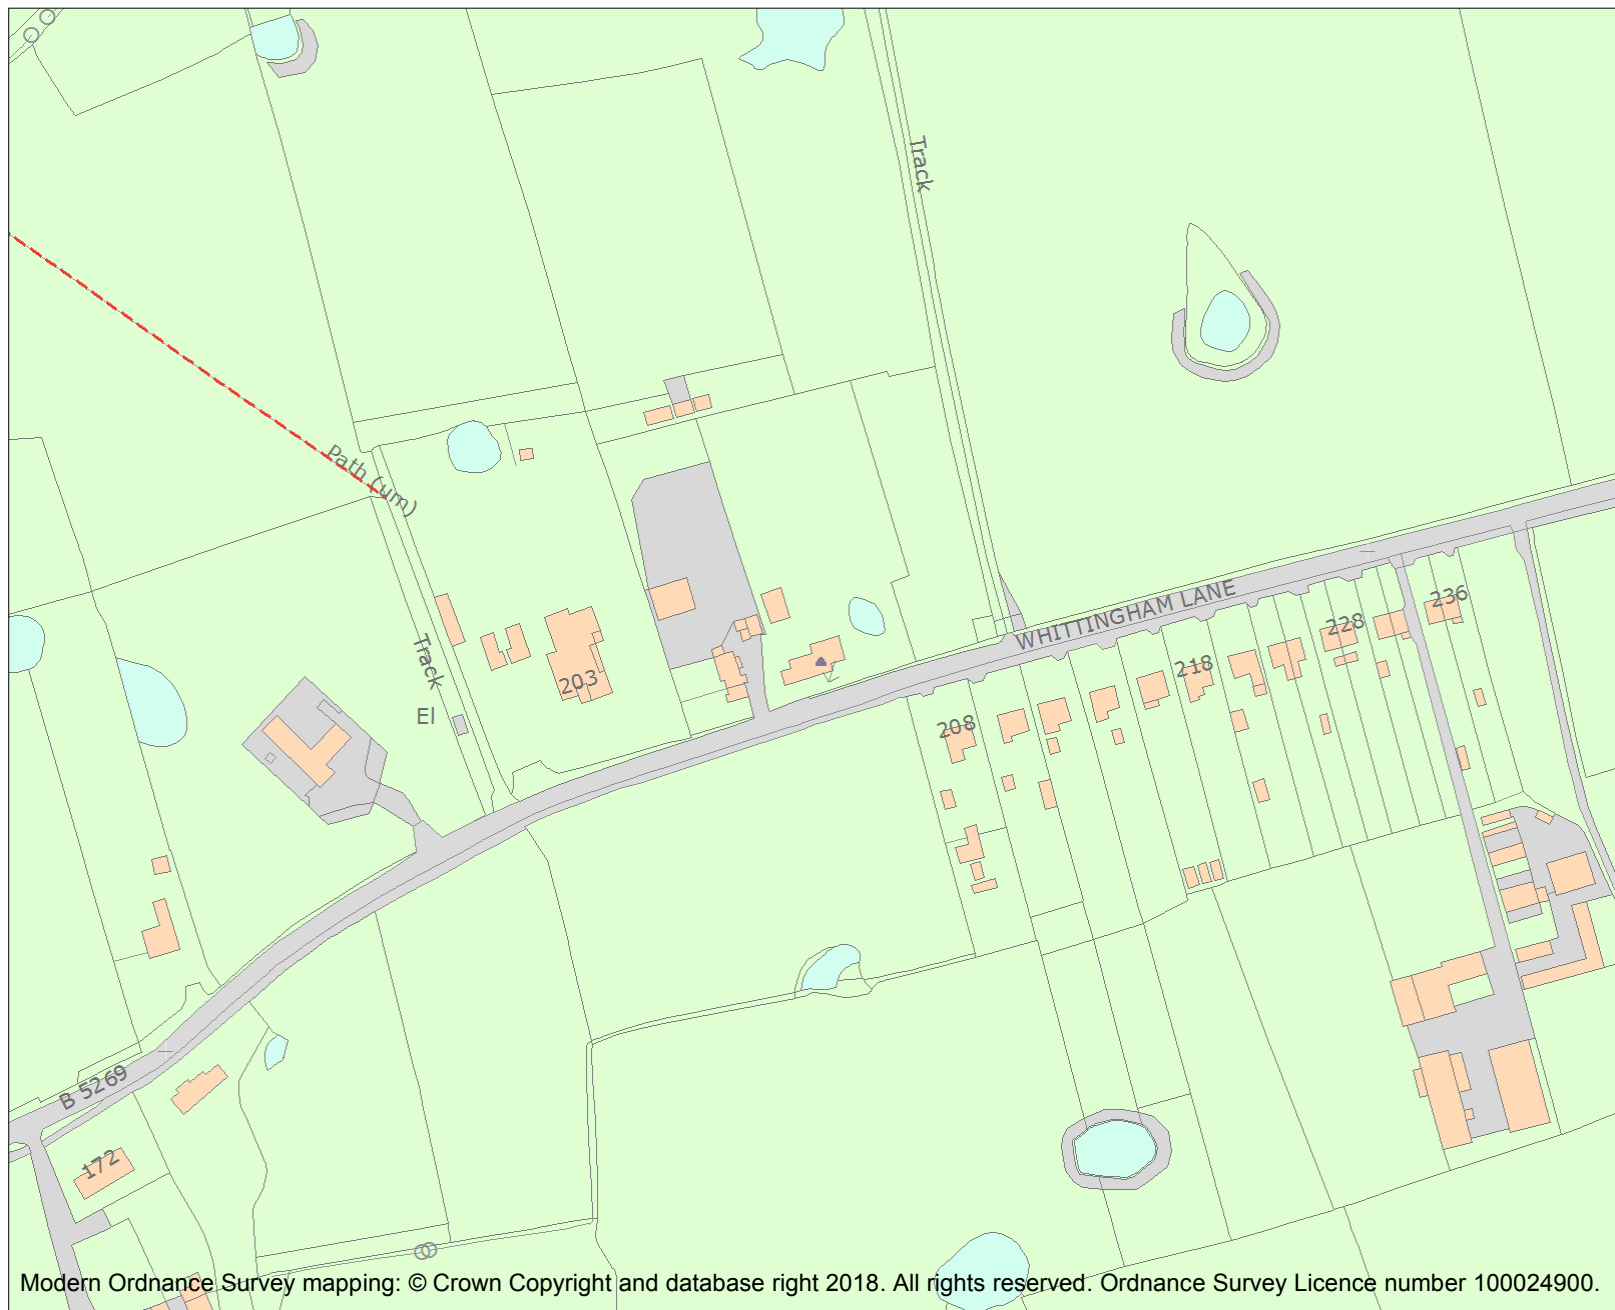 Track
Path (um)
WHITTINGHAM LANE
236
228
218
208
203
Track
El
B 5269
172
Modern Ordnance Survey mapping: © Crown Copyright and database right 2018. All rights reserved. Ordnance Survey Licence number 100024900.